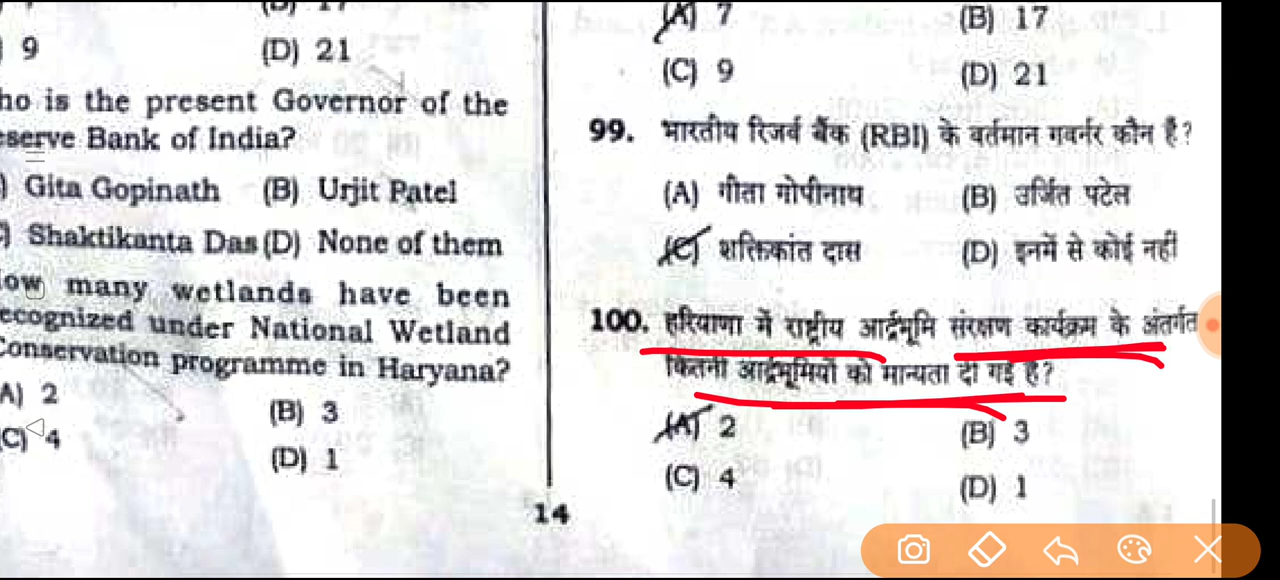 9
(D) 21
ho is the present Governor of the
serve Bank of India?
Gita Gopinath (B) Urjit Patel
Shaktikanta Das (D) None of them
ow many wetlands have been
ecognized under National Wetland
Conservation programme in Haryana?
A) 2
(B) 3
(C) 4
(D) 1
(A) 7
(B) 17
(C) 9
(D) 21
99. भारतीय रिजर्व बैंक (RBI) के वर्तमान गवर्नर कौन हैं?
(A) गीता गोपीनाथ (B) उर्जित पटेल
(C) शक्तिकांत दास (D) इनमें से कोई नहीं
100. हरियाणा में राष्ट्रीय आर्द्रभूमि संरक्षण कार्यक्रम के अंतर्गत
कितनी आर्द्रभूमियों को मान्यता दी गई है?
(A) 2
(B) 3
(C) 4
(D) 1
14